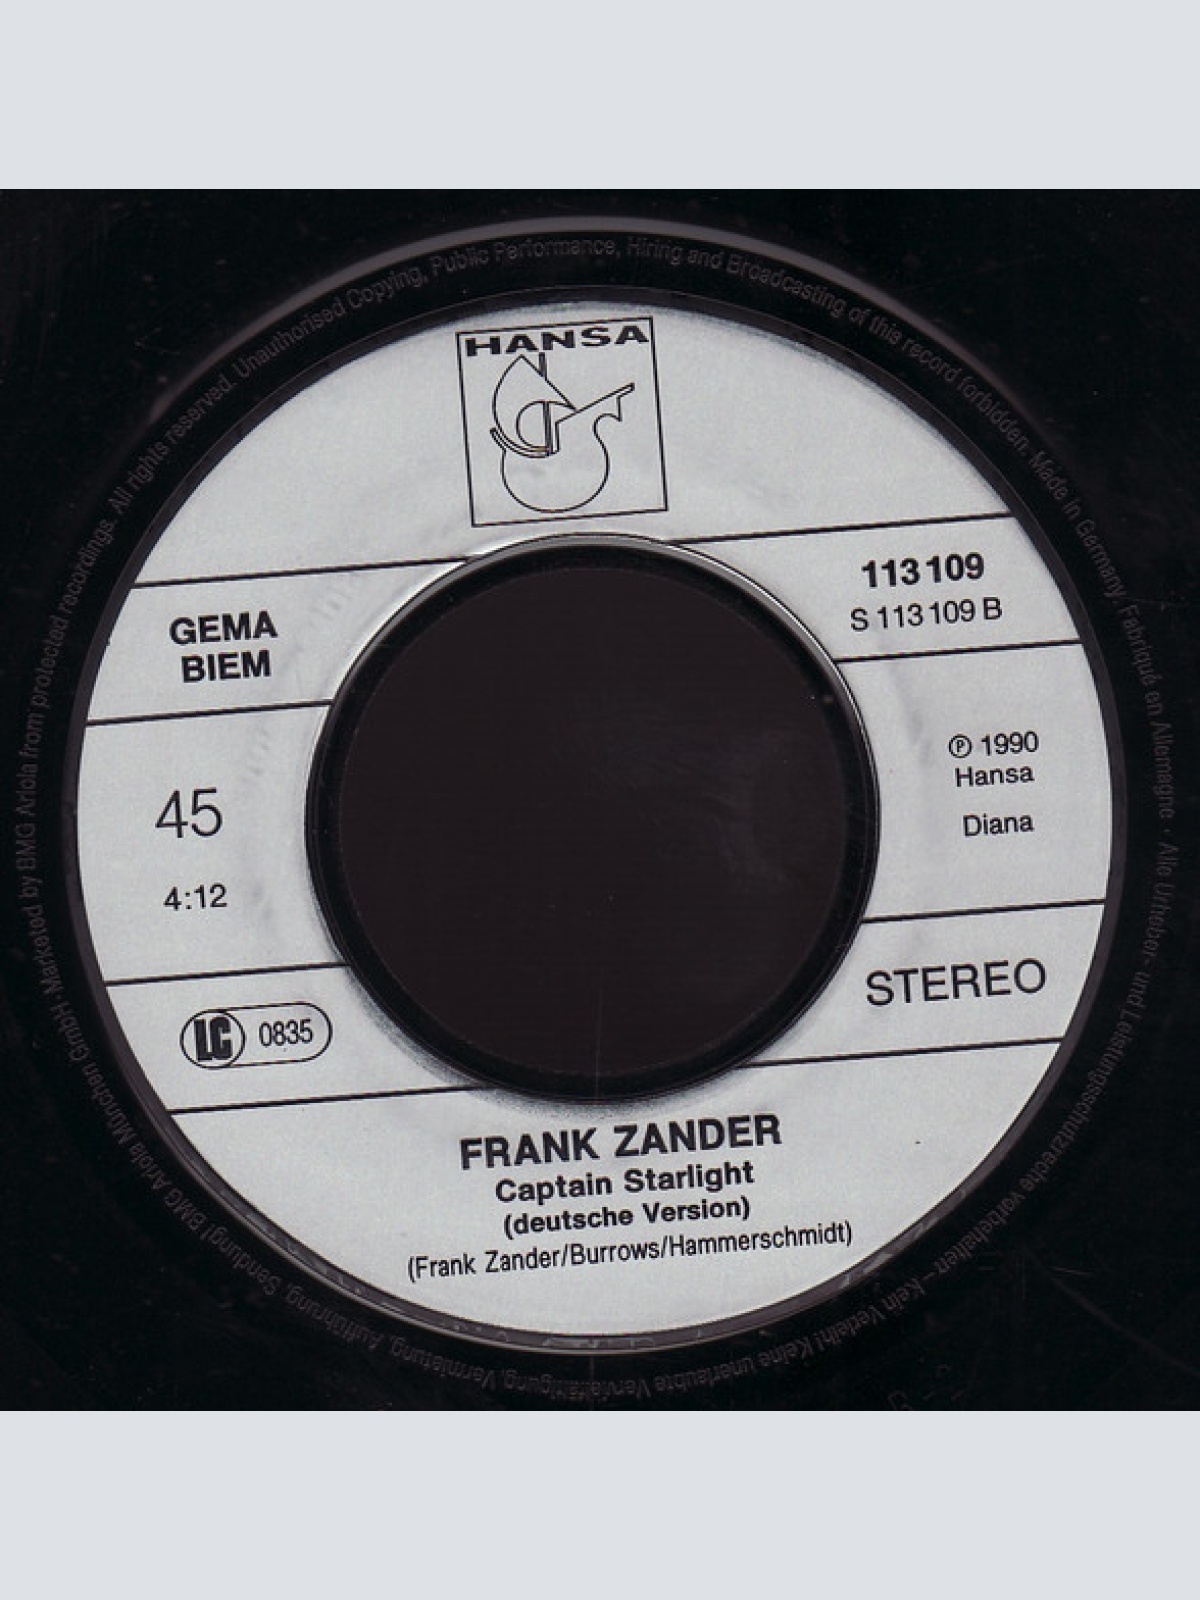 HANSA
113 109
S 113 109 B
GEMA
BIEM
℗ 1990
Hansa
Diana
45
4:12
STEREO
LC 0835
FRANK ZANDER
Captain Starlight
(deutsche Version)
(Frank Zander/Burrows/Hammerschmidt)
Marketed by BMG Ariola from protected recordings. All rights reserved. Unauthorised Copying, Public Performance, Hiring and Broadcasting of this record forbidden. Made in Germany. Fabriqué en Allemagne · Alle Urheber- und Leistungsschutzrechte vorbehalten – Kein Verleih! Keine unerlaubte Vervielfältigung, Vermietung, Aufführung, Sendung! BMG Ariola München GmbH ·